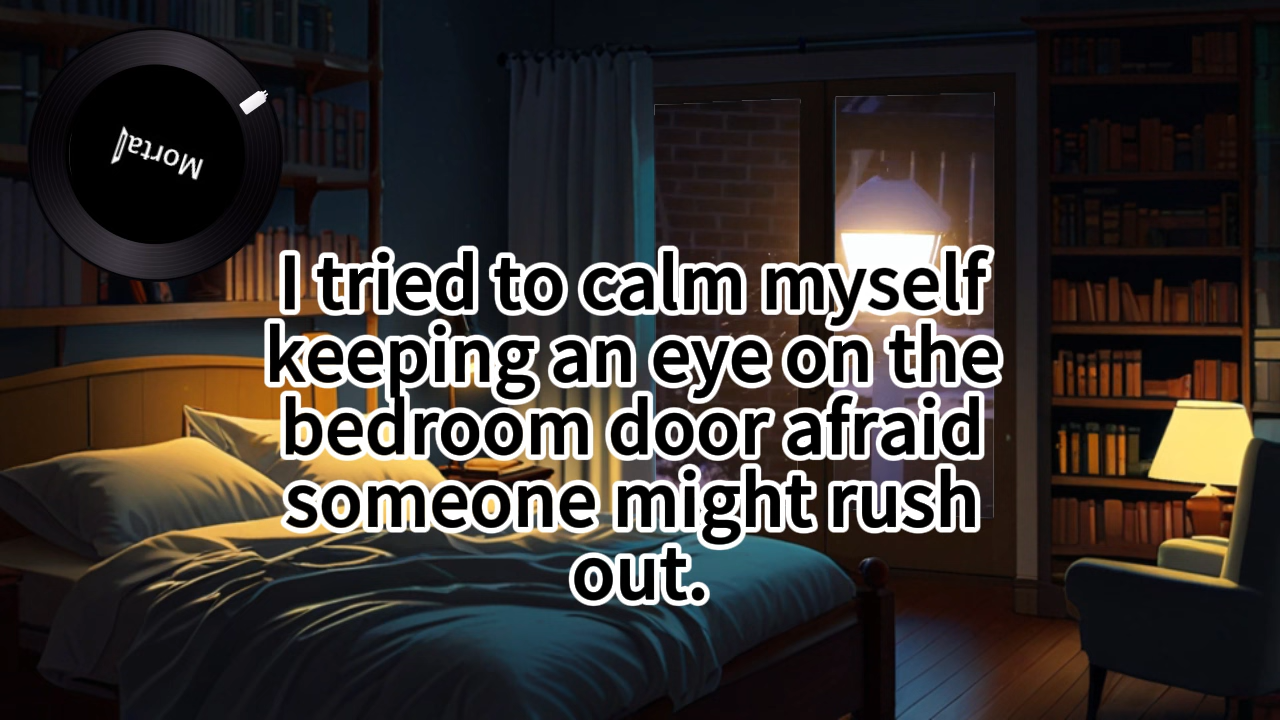 Mortal
I tried to calm myself
keeping an eye on the
bedroom door afraid
someone might rush
out.